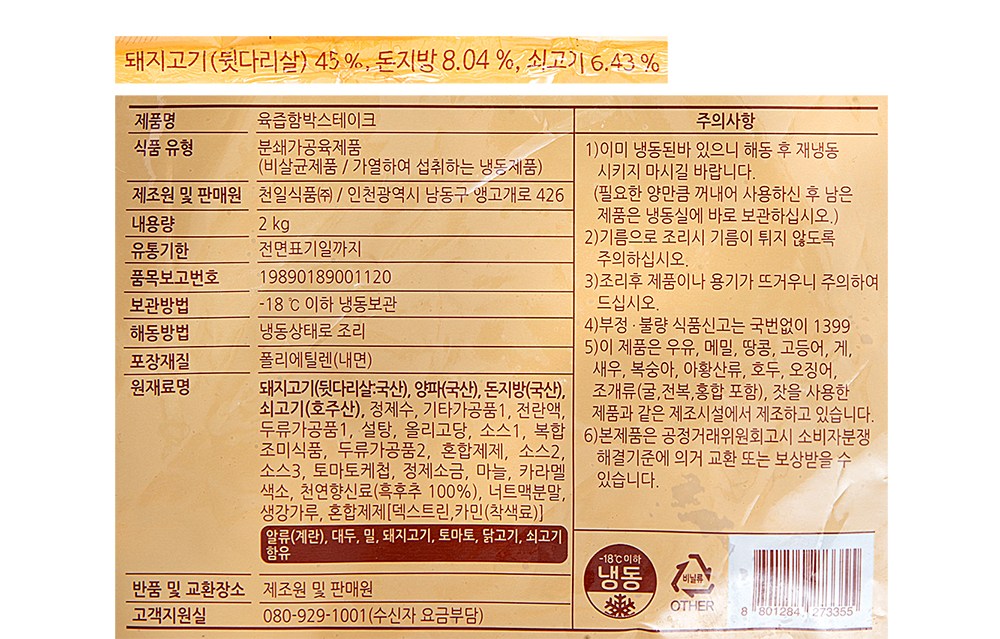 돼지고기(뒷다리살) 45 %, 돈지방 8.04 %, 쇠고기 6.43 %
제품명 육즙함박스테이크
식품 유형 분쇄가공육제품
(비살균제품 / 가열하여 섭취하는 냉동제품)
제조원 및 판매원 천일식품㈜ / 인천광역시 남동구 앵고개로 426
내용량 2 kg
유통기한 전면표기일까지
품목보고번호 19890189001120
보관방법 -18 ℃ 이하 냉동보관
해동방법 냉동상태로 조리
포장재질 폴리에틸렌(내면)
원재료명 돼지고기(뒷다리살:국산), 양파(국산), 돈지방(국산),
쇠고기(호주산), 정제수, 기타가공품1, 전란액,
두류가공품1, 설탕, 올리고당, 소스1, 복합
조미식품, 두류가공품2, 혼합제제, 소스2,
소스3, 토마토케첩, 정제소금, 마늘, 카라멜
색소, 천연향신료(흑후추 100%), 너트맥분말,
생강가루, 혼합제제[덱스트린,카민(착색료)]
알류(계란), 대두, 밀, 돼지고기, 토마토, 닭고기, 쇠고기
함유
반품 및 교환장소 제조원 및 판매원
고객지원실 080-929-1001(수신자 요금부담)
주의사항
1)이미 냉동된바 있으니 해동 후 재냉동
시키지 마시길 바랍니다.
(필요한 양만큼 꺼내어 사용하신 후 남은
제품은 냉동실에 바로 보관하십시오.)
2)기름으로 조리시 기름이 튀지 않도록
주의하십시오.
3)조리후 제품이나 용기가 뜨거우니 주의하여
드십시오.
4)부정·불량 식품신고는 국번없이 1399
5)이 제품은 우유, 메밀, 땅콩, 고등어, 게,
새우, 복숭아, 아황산류, 호두, 오징어,
조개류(굴,전복,홍합 포함), 잣을 사용한
제품과 같은 제조시설에서 제조하고 있습니다.
6)본제품은 공정거래위원회고시 소비자분쟁
해결기준에 의거 교환 또는 보상받을 수
있습니다.
-18℃이하
냉동
비닐류
OTHER
8 801284 273355